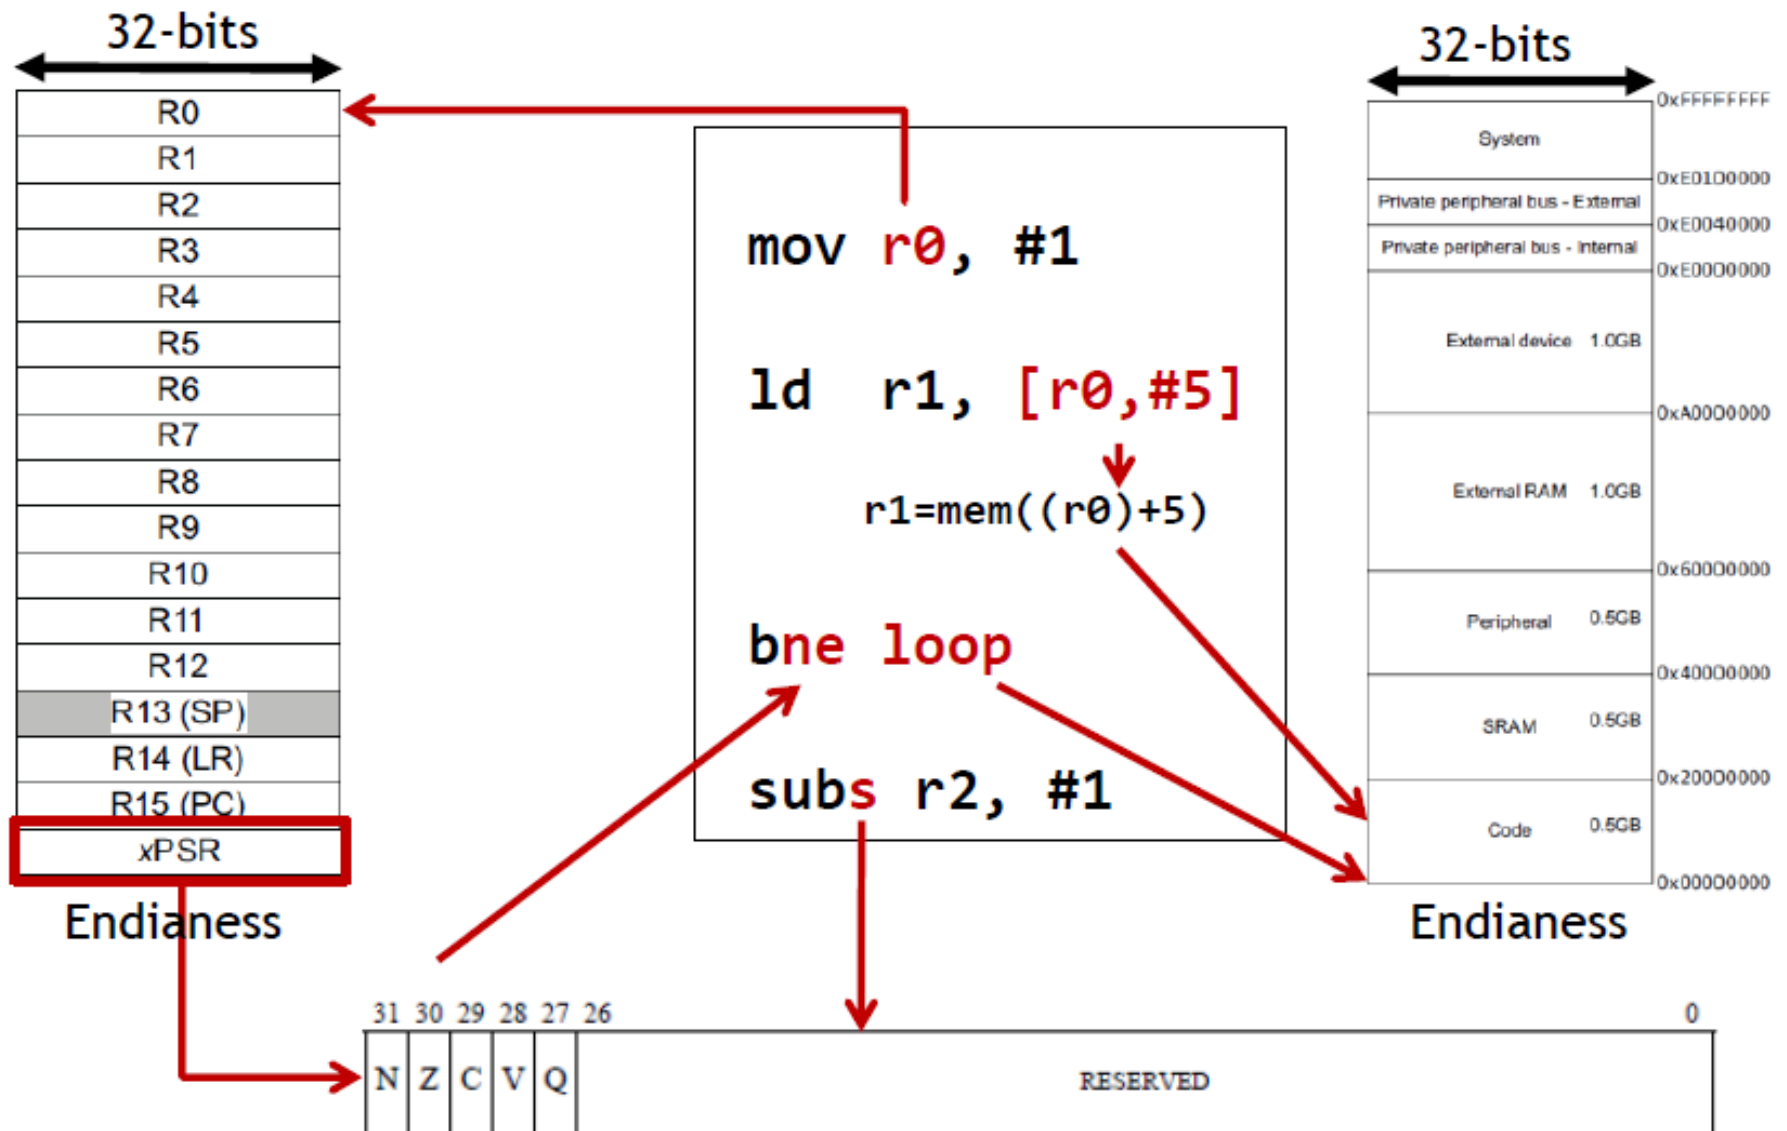 32-bits
R0
R1
R2
R3
R4
R5
R6
R7
R8
R9
R10
R11
R12
R13 (SP)
R14 (LR)
R15 (PC)
xPSR
Endianess
mov r0, #1
ld r1, [r0,#5]
r1=mem((r0)+5)
bne loop
subs r2, #1
32-bits
0xFFFFFFFF
System
0xE0100000
Private peripheral bus - External
0xE0040000
Private peripheral bus - Internal
0xE0000000
External device 1.0GB
0xA0000000
External RAM 1.0GB
0x60000000
Peripheral 0.5GB
0x40000000
SRAM 0.5GB
0x20000000
Code 0.5GB
0x00000000
Endianess
31 30 29 28 27 26 0
N Z C V Q RESERVED